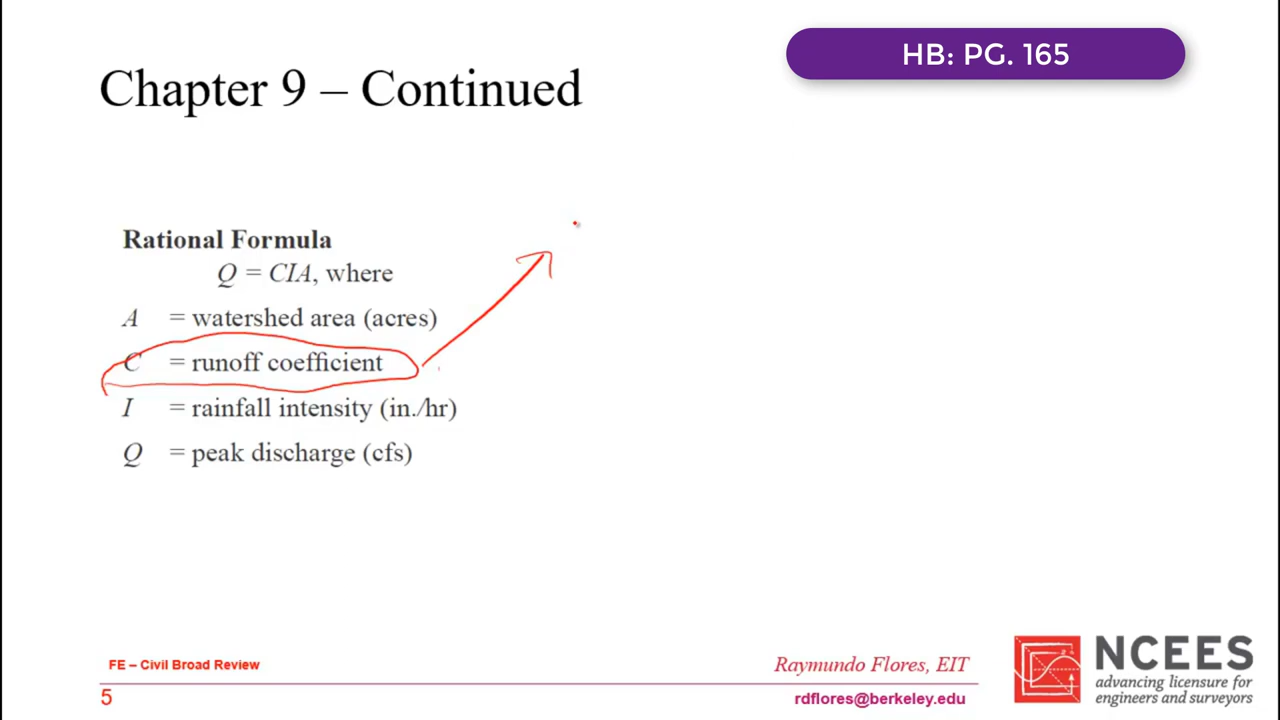 HB: PG. 165
Chapter 9 – Continued
Rational Formula
Q = CIA, where
A = watershed area (acres)
C = runoff coefficient
I = rainfall intensity (in./hr)
Q = peak discharge (cfs)
FE – Civil Broad Review
5
Raymundo Flores, EIT
rdflores@berkeley.edu
NCEES
advancing licensure for
engineers and surveyors